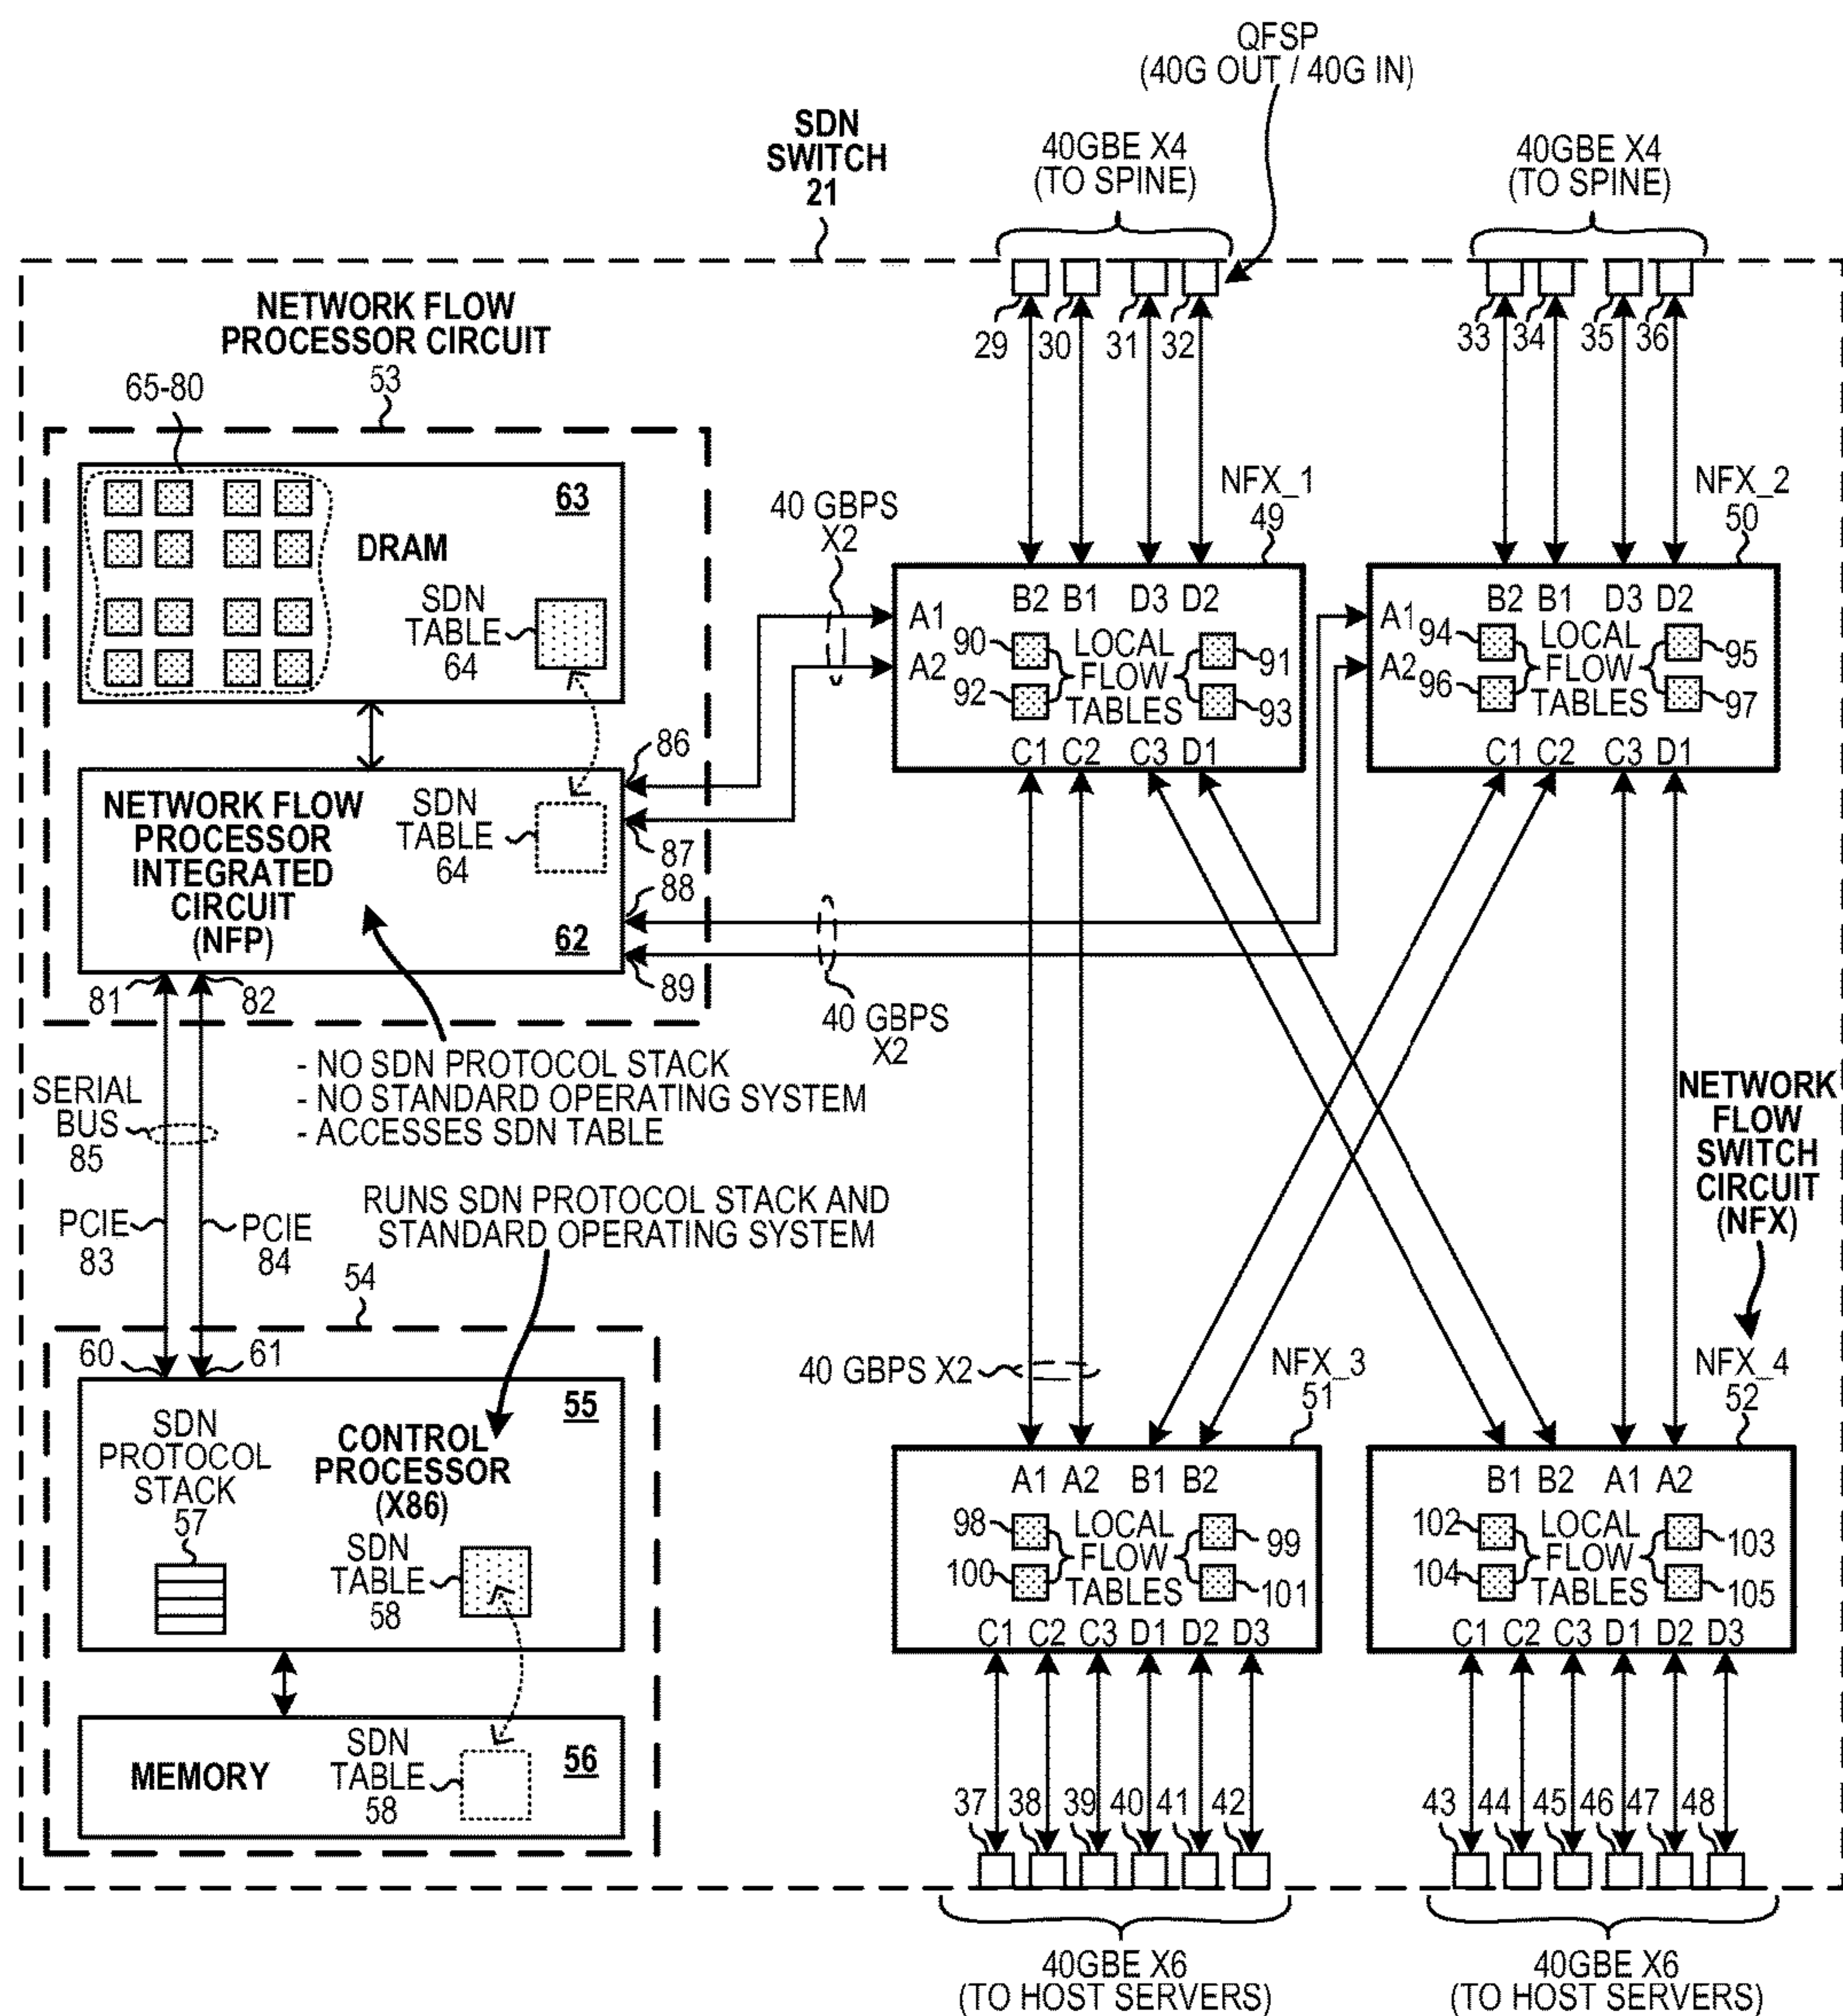 QFSP
(40G OUT / 40G IN)
SDN
SWITCH
21
40GBE X4
(TO SPINE)
40GBE X4
(TO SPINE)
29
30
31
32
33
34
35
36
NETWORK FLOW
PROCESSOR CIRCUIT
53
65-80
63
DRAM
SDN
TABLE
64
NETWORK FLOW
PROCESSOR
INTEGRATED
CIRCUIT
(NFP)
SDN
TABLE
64
62
86
87
88
89
81
82
40 GBPS
X2
40 GBPS
X2
NFX_1
49
B2 B1 D3 D2
A1
A2
90
92
LOCAL
FLOW
TABLES
91
93
C1 C2 C3 D1
NFX_2
50
B2 B1 D3 D2
A1
A2
94
96
LOCAL
FLOW
TABLES
95
97
C1 C2 C3 D1
- NO SDN PROTOCOL STACK
- NO STANDARD OPERATING SYSTEM
- ACCESSES SDN TABLE
SERIAL
BUS
85
PCIE
83
PCIE
84
RUNS SDN PROTOCOL STACK AND
STANDARD OPERATING SYSTEM
NETWORK
FLOW
SWITCH
CIRCUIT
(NFX)
54
60
61
55
SDN
PROTOCOL
STACK
57
CONTROL
PROCESSOR
(X86)
SDN
TABLE
58
MEMORY
SDN
TABLE
58
56
40 GBPS X2
NFX_3
51
A1 A2 B1 B2
98
100
LOCAL
FLOW
TABLES
99
101
C1 C2 C3 D1 D2 D3
NFX_4
52
B1 B2 A1 A2
102
104
LOCAL
FLOW
TABLES
103
105
C1 C2 C3 D1 D2 D3
37
38
39
40
41
42
43
44
45
46
47
48
40GBE X6
(TO HOST SERVERS)
40GBE X6
(TO HOST SERVERS)